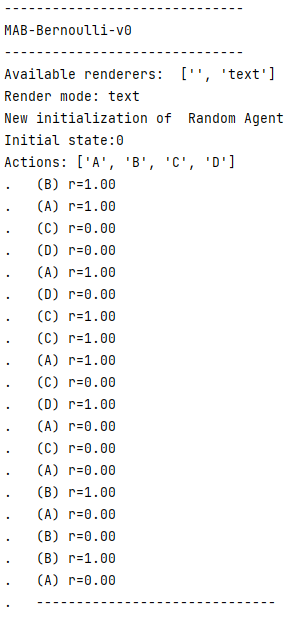 ------------------------------
MAB-Bernoulli-v0
------------------------------
Available renderers:  ['', 'text']
Render mode: text
New initialization of  Random Agent
Initial state:0
Actions: ['A', 'B', 'C', 'D']
.   (B) r=1.00
.   (A) r=1.00
.   (C) r=0.00
.   (D) r=0.00
.   (A) r=1.00
.   (D) r=0.00
.   (C) r=1.00
.   (C) r=1.00
.   (A) r=1.00
.   (C) r=0.00
.   (D) r=1.00
.   (A) r=0.00
.   (C) r=0.00
.   (A) r=0.00
.   (B) r=1.00
.   (A) r=0.00
.   (B) r=0.00
.   (B) r=1.00
.   (A) r=0.00
.   ------------------------------